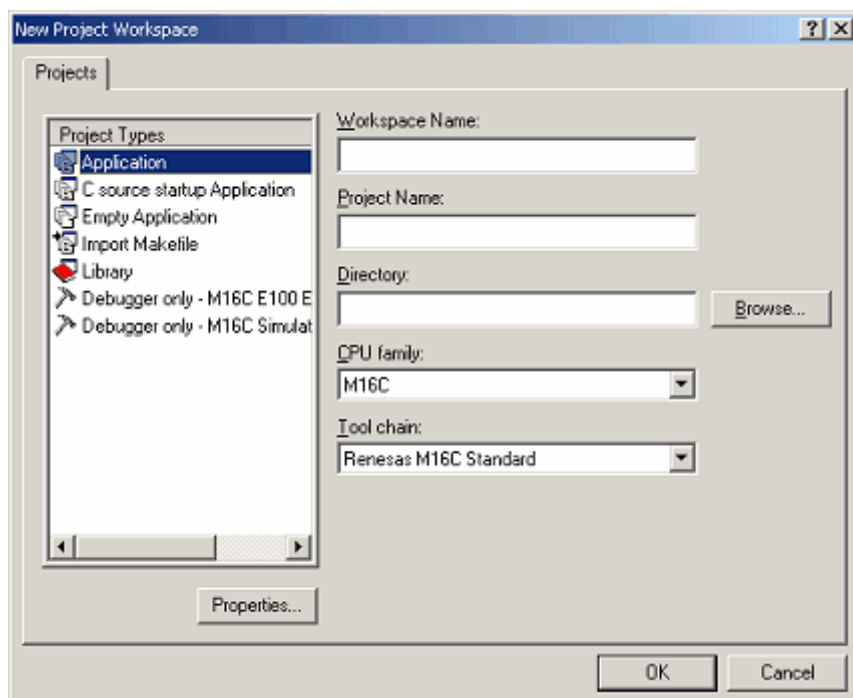 New Project Workspace
Projects
Project Types
Application
C source startup Application
Empty Application
Import Makefile
Library
Debugger only - M16C E100 E
Debugger only - M16C Simulat
Properties...
Workspace Name:
Project Name:
Directory:
Browse...
CPU family:
M16C
Tool chain:
Renesas M16C Standard
OK
Cancel